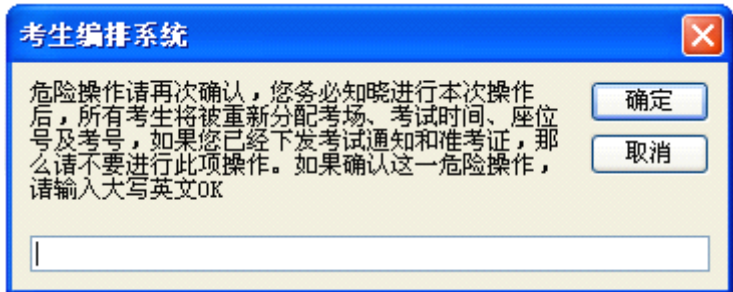 考生编排系统
危险操作请再次确认，您务必知晓进行本次操作
后，所有考生将被重新分配考场、考试时间、座位
号及考号，如果您已经下发考试通知和准考证，那
么请不要进行此项操作。如果确认这一危险操作，
请输入大写英文OK
确定
取消